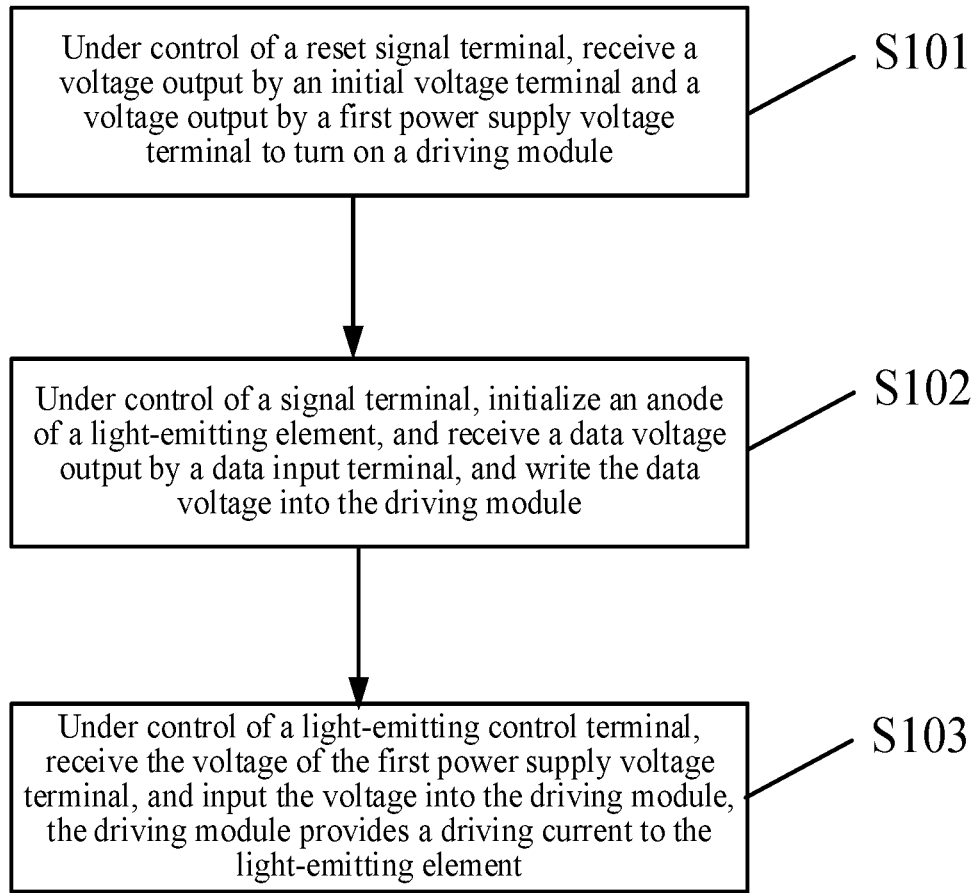 Under control of a reset signal terminal, receive a
voltage output by an initial voltage terminal and a
voltage output by a first power supply voltage
terminal to turn on a driving module
S101
Under control of a signal terminal, initialize an anode
of a light-emitting element, and receive a data voltage
output by a data input terminal, and write the data
voltage into the driving module
S102
Under control of a light-emitting control terminal,
receive the voltage of the first power supply voltage
terminal, and input the voltage into the driving module,
the driving module provides a driving current to the
light-emitting element
S103